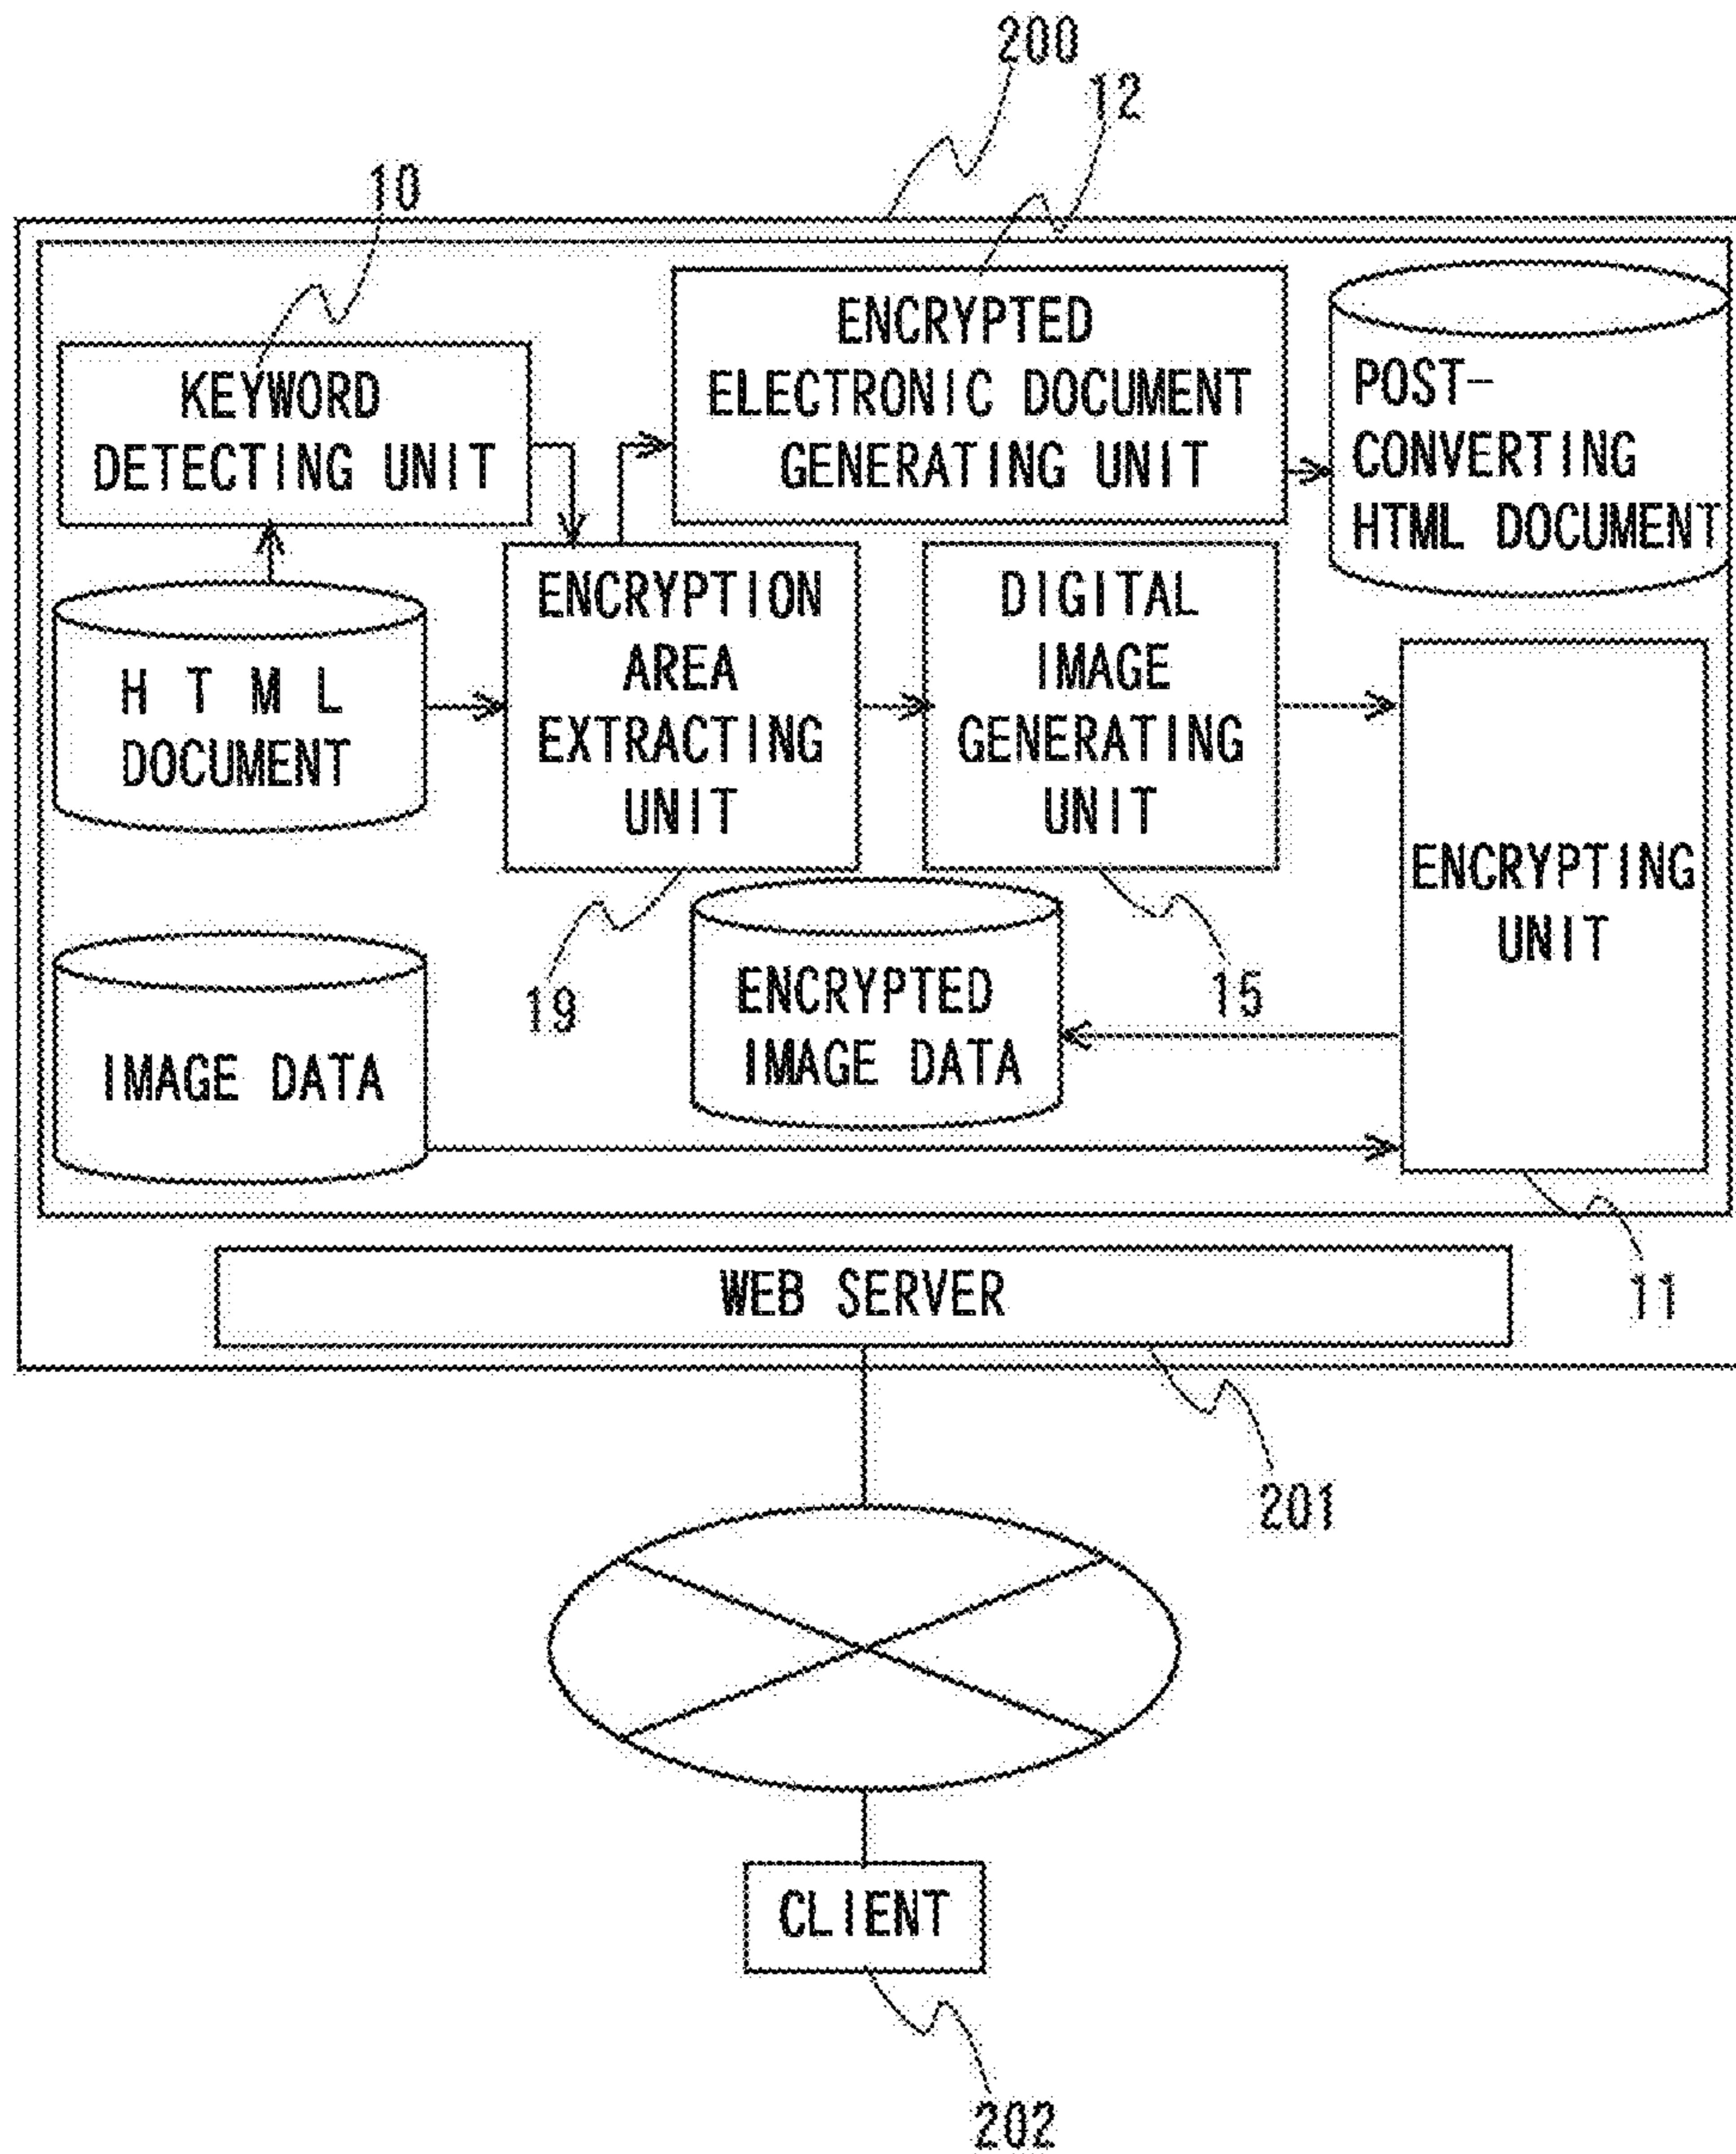 200
12
10
ENCRYPTED
ELECTRONIC DOCUMENT
GENERATING UNIT
KEYWORD
DETECTING UNIT
POST-
CONVERTING
HTML DOCUMENT
ENCRYPTION
AREA
EXTRACTING
UNIT
DIGITAL
IMAGE
GENERATING
UNIT
HTML
DOCUMENT
ENCRYPTING
UNIT
19
15
ENCRYPTED
IMAGE DATA
IMAGE DATA
11
WEB SERVER
201
CLIENT
202